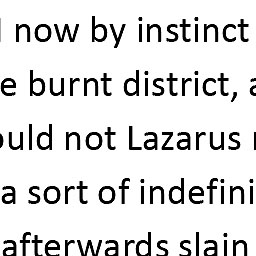 now by instinct
e burnt district,
ould not Lazarus
a sort of indefini
afterwards slain